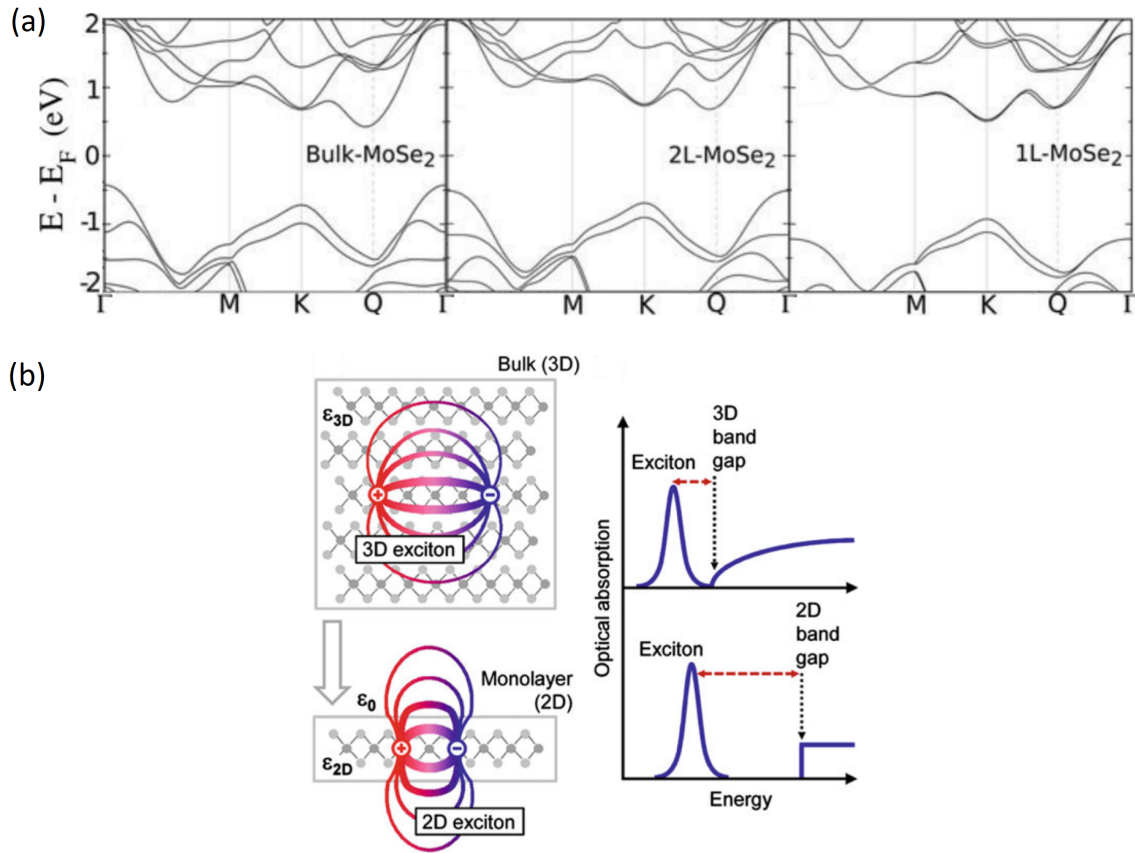 (a)
E - E_F (eV)
2
1
0
-1
-2
Bulk-MoSe₂
2L-MoSe₂
1L-MoSe₂
Γ M K Q Γ M K Q Γ M K Q Γ
(b)
Bulk (3D)
ε3D
+ −
3D exciton
Monolayer
(2D)
ε0
ε2D
+ −
2D exciton
Optical absorption
Exciton
3D
band
gap
Exciton
2D
band
gap
Energy